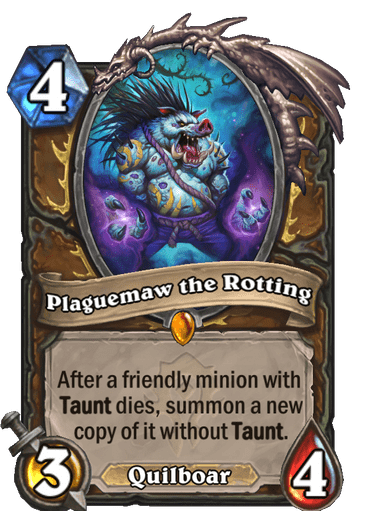 4
Plaguemaw the Rotting
After a friendly minion with
Taunt dies, summon a new
copy of it without Taunt.
3
Quilboar
4